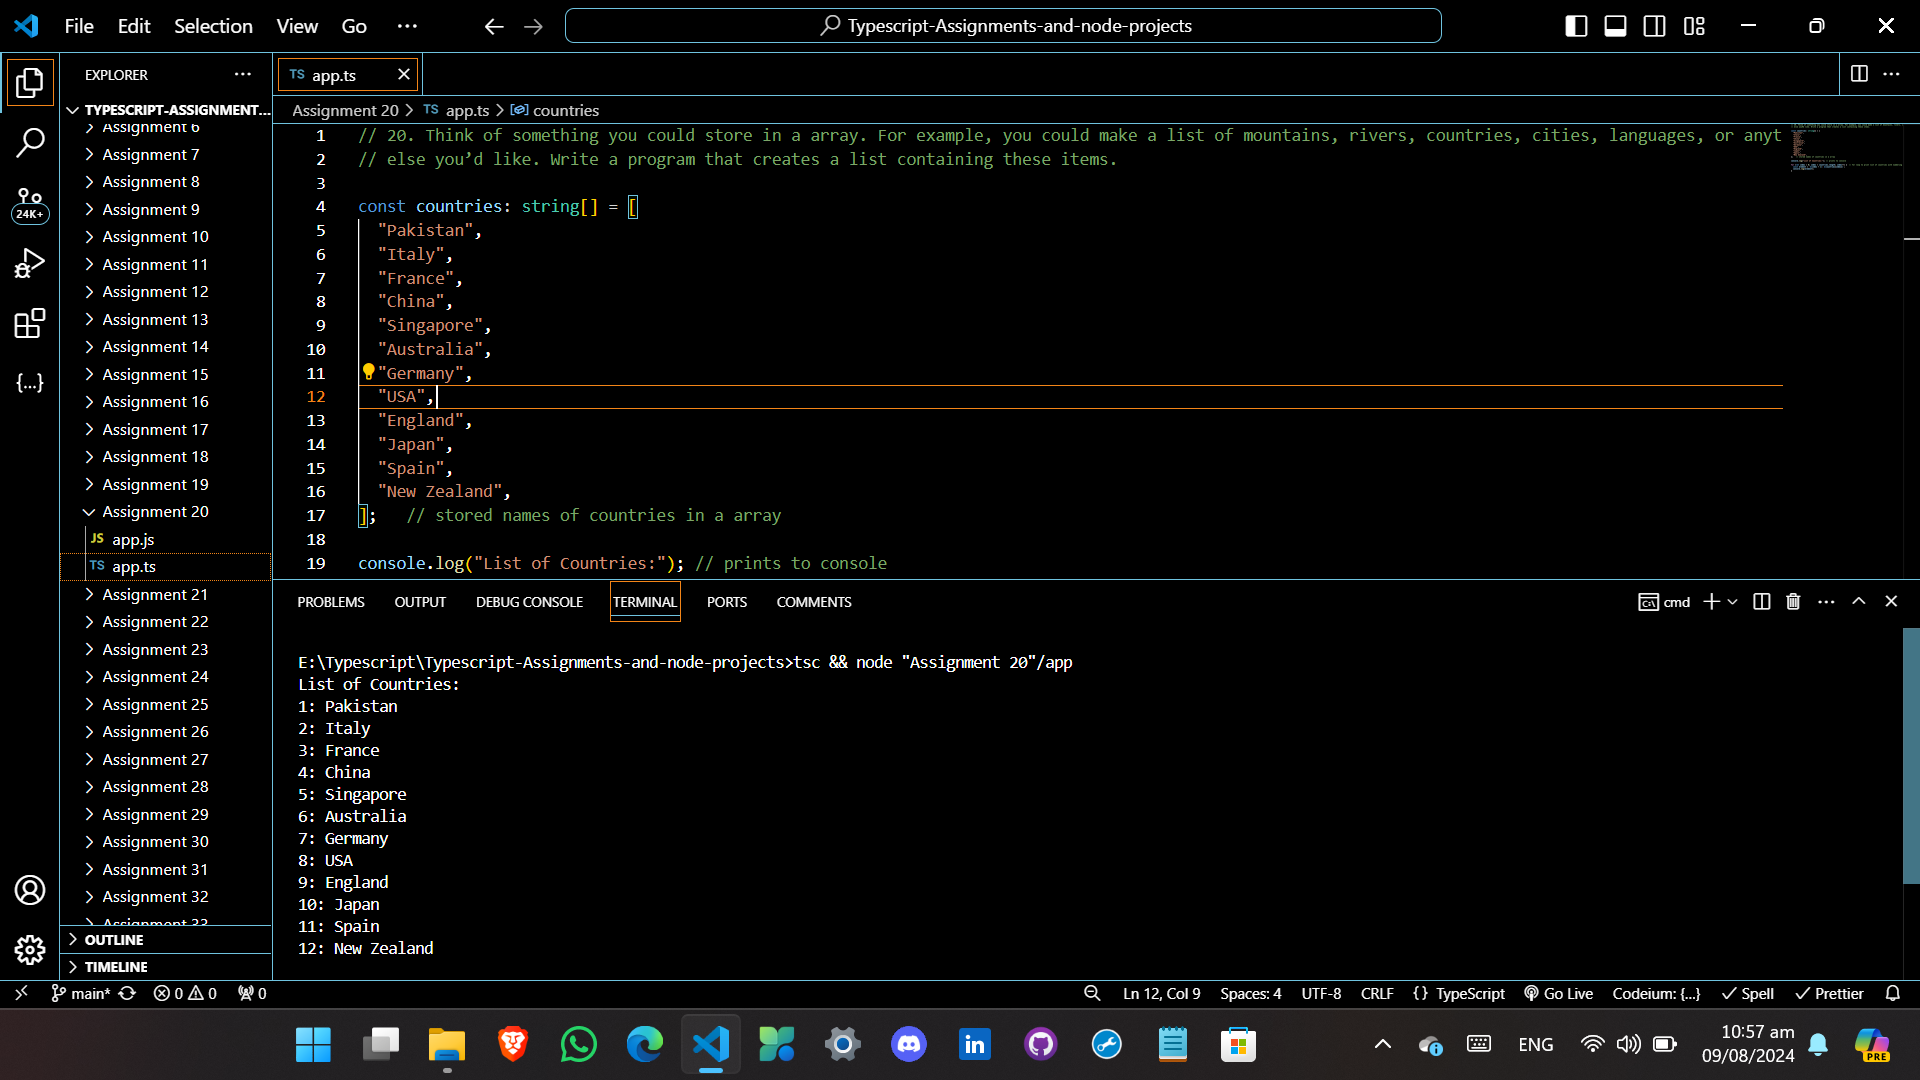 File Edit Selection View Go ···
Typescript-Assignments-and-node-projects
EXPLORER ···
TYPESCRIPT-ASSIGNMENT...
Assignment 6
Assignment 7
Assignment 8
Assignment 9
Assignment 10
Assignment 11
Assignment 12
Assignment 13
Assignment 14
Assignment 15
Assignment 16
Assignment 17
Assignment 18
Assignment 19
Assignment 20
JS app.js
TS app.ts
Assignment 21
Assignment 22
Assignment 23
Assignment 24
Assignment 25
Assignment 26
Assignment 27
Assignment 28
Assignment 29
Assignment 30
Assignment 31
Assignment 32
Assignment 33
OUTLINE
TIMELINE
24K+
TS app.ts
Assignment 20 > TS app.ts > countries
1 // 20. Think of something you could store in a array. For example, you could make a list of mountains, rivers, countries, cities, languages, or anyt
2 // else you’d like. Write a program that creates a list containing these items.
3
4 const countries: string[] = [
5 "Pakistan",
6 "Italy",
7 "France",
8 "China",
9 "Singapore",
10 "Australia",
11 "Germany",
12 "USA",
13 "England",
14 "Japan",
15 "Spain",
16 "New Zealand",
17 ]; // stored names of countries in a array
18
19 console.log("List of Countries:"); // prints to console
PROBLEMS OUTPUT DEBUG CONSOLE TERMINAL PORTS COMMENTS
cmd
E:\Typescript\Typescript-Assignments-and-node-projects>tsc && node "Assignment 20"/app
List of Countries:
1: Pakistan
2: Italy
3: France
4: China
5: Singapore
6: Australia
7: Germany
8: USA
9: England
10: Japan
11: Spain
12: New Zealand
main* 0 0 0
Ln 12, Col 9 Spaces: 4 UTF-8 CRLF {} TypeScript Go Live Codeium: {...} Spell Prettier
ENG
10:57 am
09/08/2024
PRE